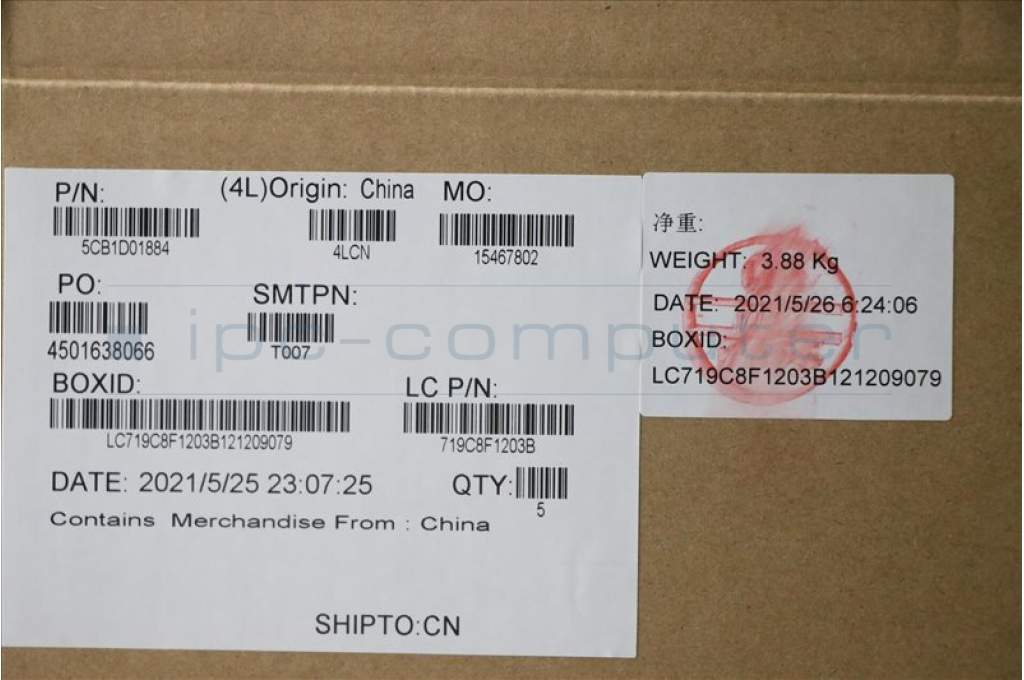 P/N:
5CB1D01884
(4L)Origin: China
4LCN
MO:
15467802
PO:
4501638066
SMTPN:
T007
BOXID:
LC719C8F1203B121209079
LC P/N:
719C8F1203B
DATE: 2021/5/25 23:07:25
QTY:
5
Contains Merchandise From : China
SHIPTO:CN
净重:
WEIGHT: 3.88 Kg
DATE: 2021/5/26 6:24:06
BOXID:
LC719C8F1203B121209079
ipc-computer